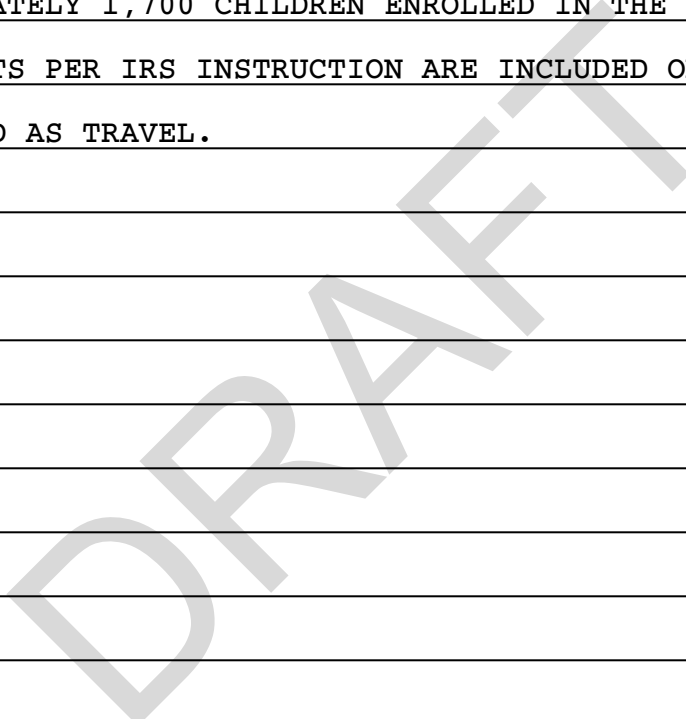 ATELY 1,700 CHILDREN ENROLLED IN THE
TS PER IRS INSTRUCTION ARE INCLUDED
AS TRAVEL.
DRAFT